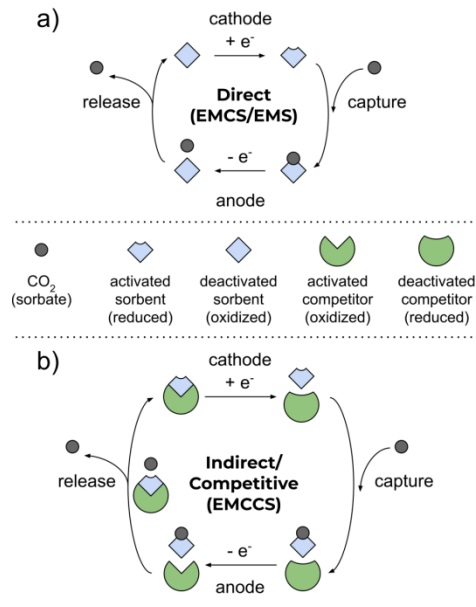 a)
cathode
+ e⁻
release
Direct
(EMCS/EMS)
capture
- e⁻
anode
CO₂
(sorbate)
activated
sorbent
(reduced)
deactivated
sorbent
(oxidized)
activated
competitor
(oxidized)
deactivated
competitor
(reduced)
b)
cathode
+ e⁻
release
Indirect/
Competitive
(EMCCS)
capture
- e⁻
anode